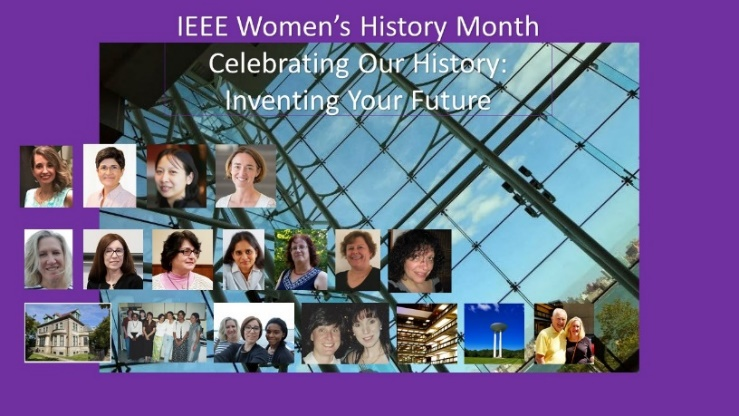 IEEE Women's History Month
Celebrating Our History:
Inventing Your Future